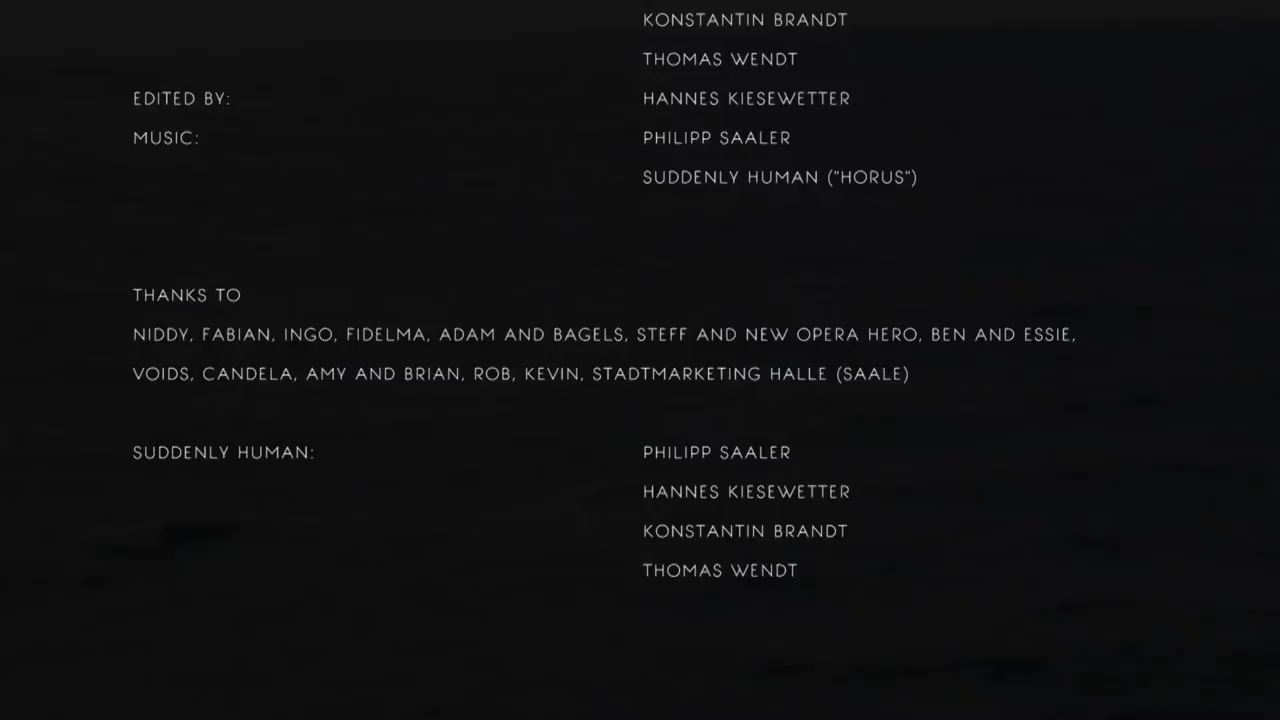 KONSTANTIN BRANDT
THOMAS WENDT
EDITED BY: HANNES KIESEWETTER
MUSIC: PHILIPP SAALER
SUDDENLY HUMAN ("HORUS")
THANKS TO
NIDDY, FABIAN, INGO, FIDELMA, ADAM AND BAGELS, STEFF AND NEW OPERA HERO, BEN AND ESSIE,
VOIDS, CANDELA, AMY AND BRIAN, ROB, KEVIN, STADTMARKETING HALLE (SAALE)
SUDDENLY HUMAN: PHILIPP SAALER
HANNES KIESEWETTER
KONSTANTIN BRANDT
THOMAS WENDT